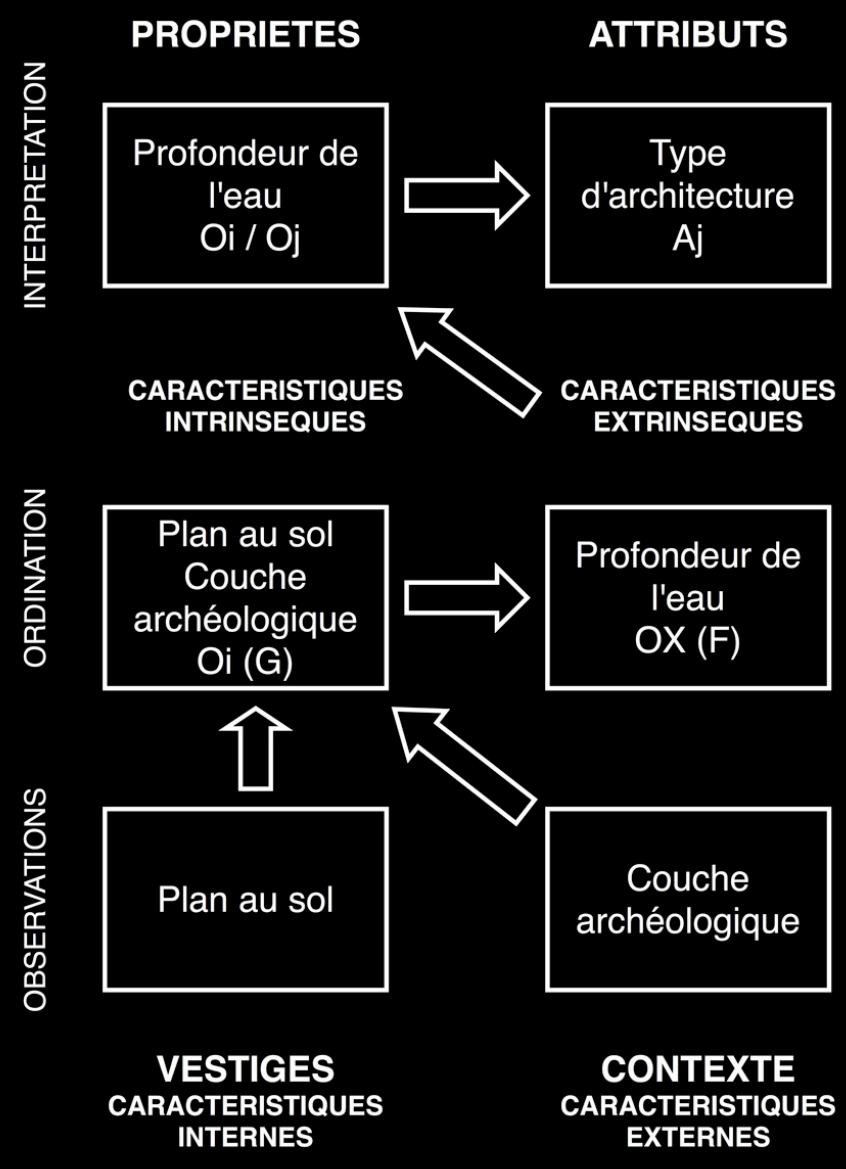 PROPRIETES
ATTRIBUTS
INTERPRETATION
Profondeur de
l'eau
Oi / Oj
Type
d'architecture
Aj
CARACTERISTIQUES
INTRINSEQUES
CARACTERISTIQUES
EXTRINSEQUES
ORDINATION
Plan au sol
Couche
archéologique
Oi (G)
Profondeur de
l'eau
OX (F)
OBSERVATIONS
Plan au sol
Couche
archéologique
VESTIGES
CARACTERISTIQUES
INTERNES
CONTEXTE
CARACTERISTIQUES
EXTERNES